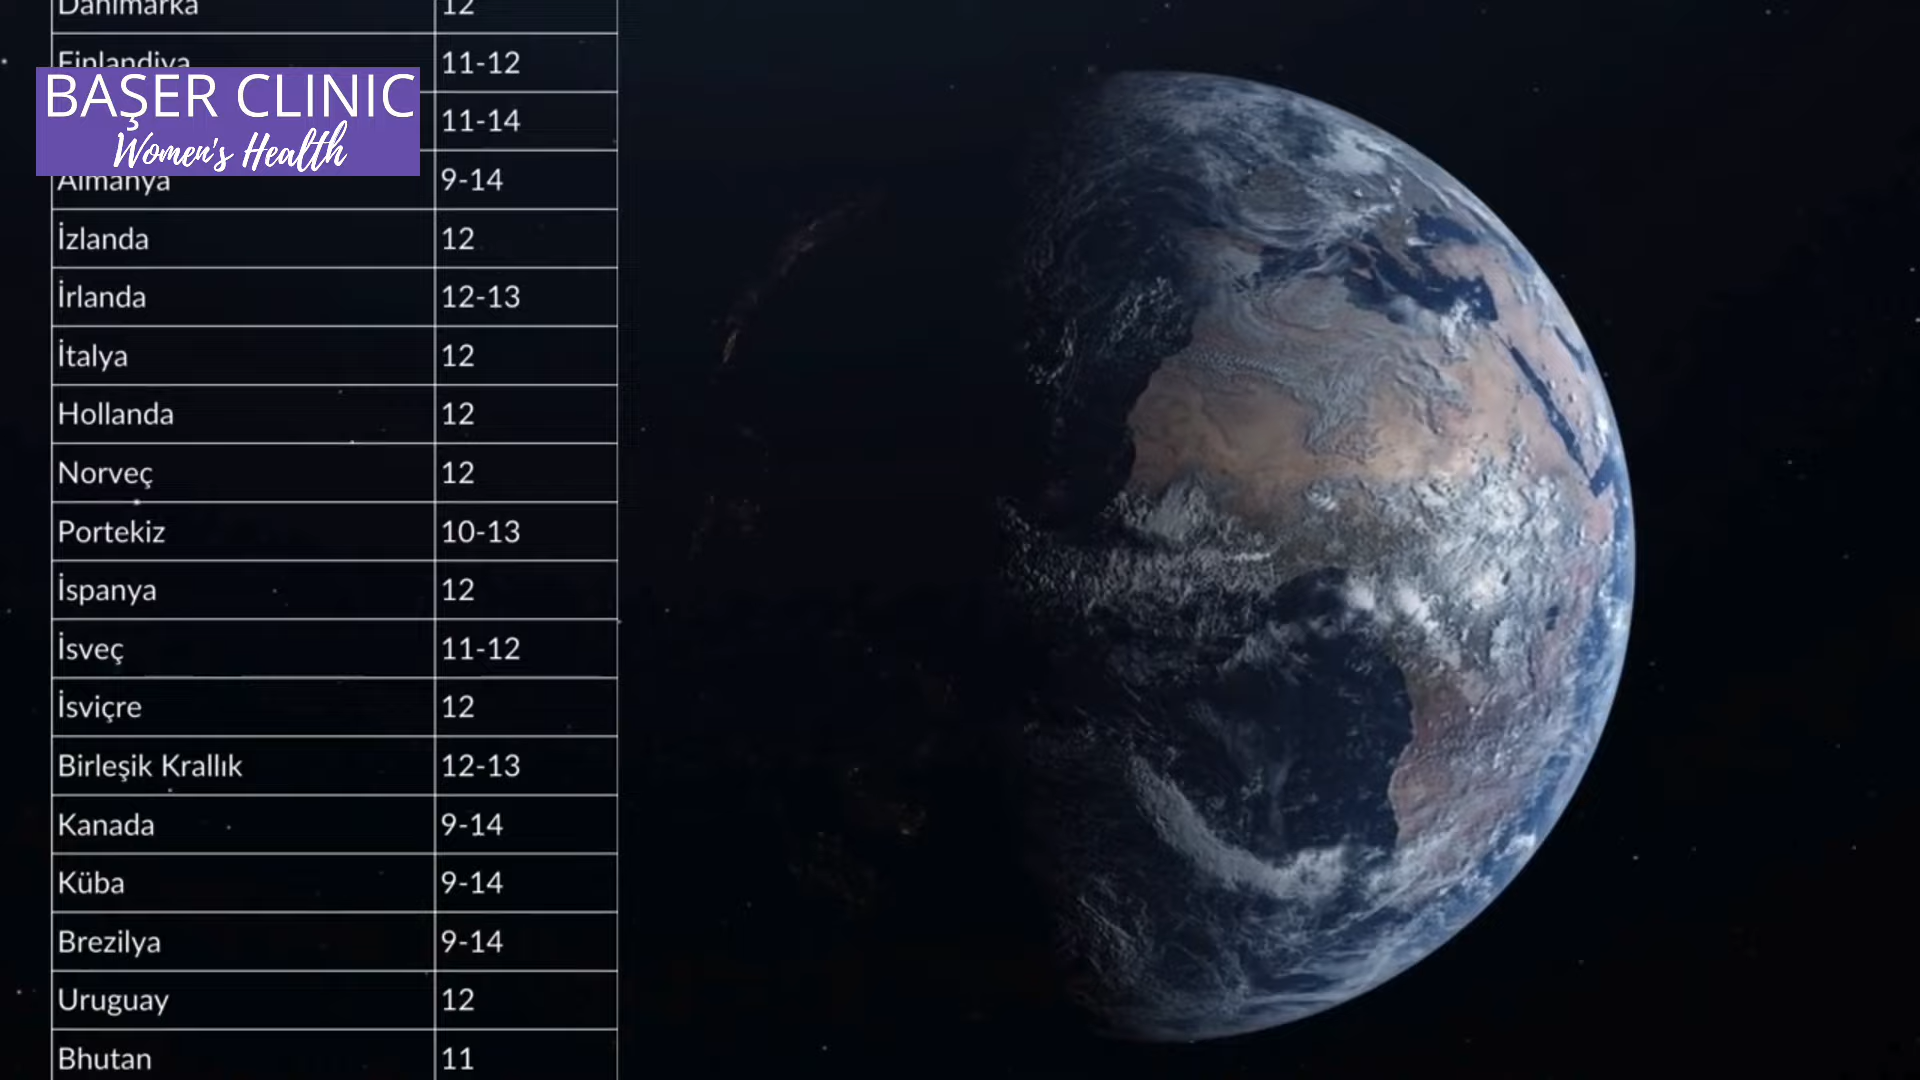 Danimarka 12
Finlandiya 11-12
BAŞER CLINIC
Women's Health
11-14
Almanya 9-14
İzlanda 12
İrlanda 12-13
İtalya 12
Hollanda 12
Norveç 12
Portekiz 10-13
İspanya 12
İsveç 11-12
İsviçre 12
Birleşik Krallık 12-13
Kanada 9-14
Küba 9-14
Brezilya 9-14
Uruguay 12
Bhutan 11